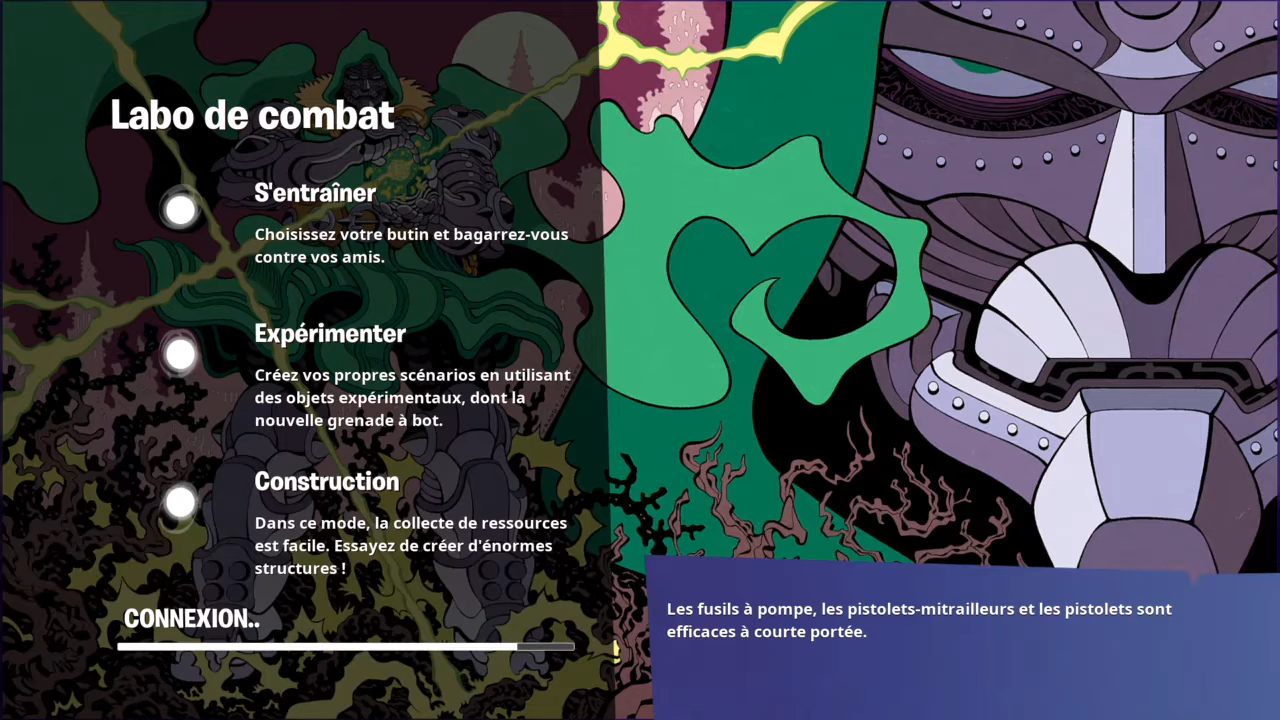 Labo de combat
S'entraîner
Choisissez votre butin et bagarrez-vous
contre vos amis.
Expérimenter
Créez vos propres scénarios en utilisant
des objets expérimentaux, dont la
nouvelle grenade à bot.
Construction
Dans ce mode, la collecte de ressources
est facile. Essayez de créer d'énormes
structures !
CONNEXION..
Les fusils à pompe, les pistolets-mitrailleurs et les pistolets sont
efficaces à courte portée.